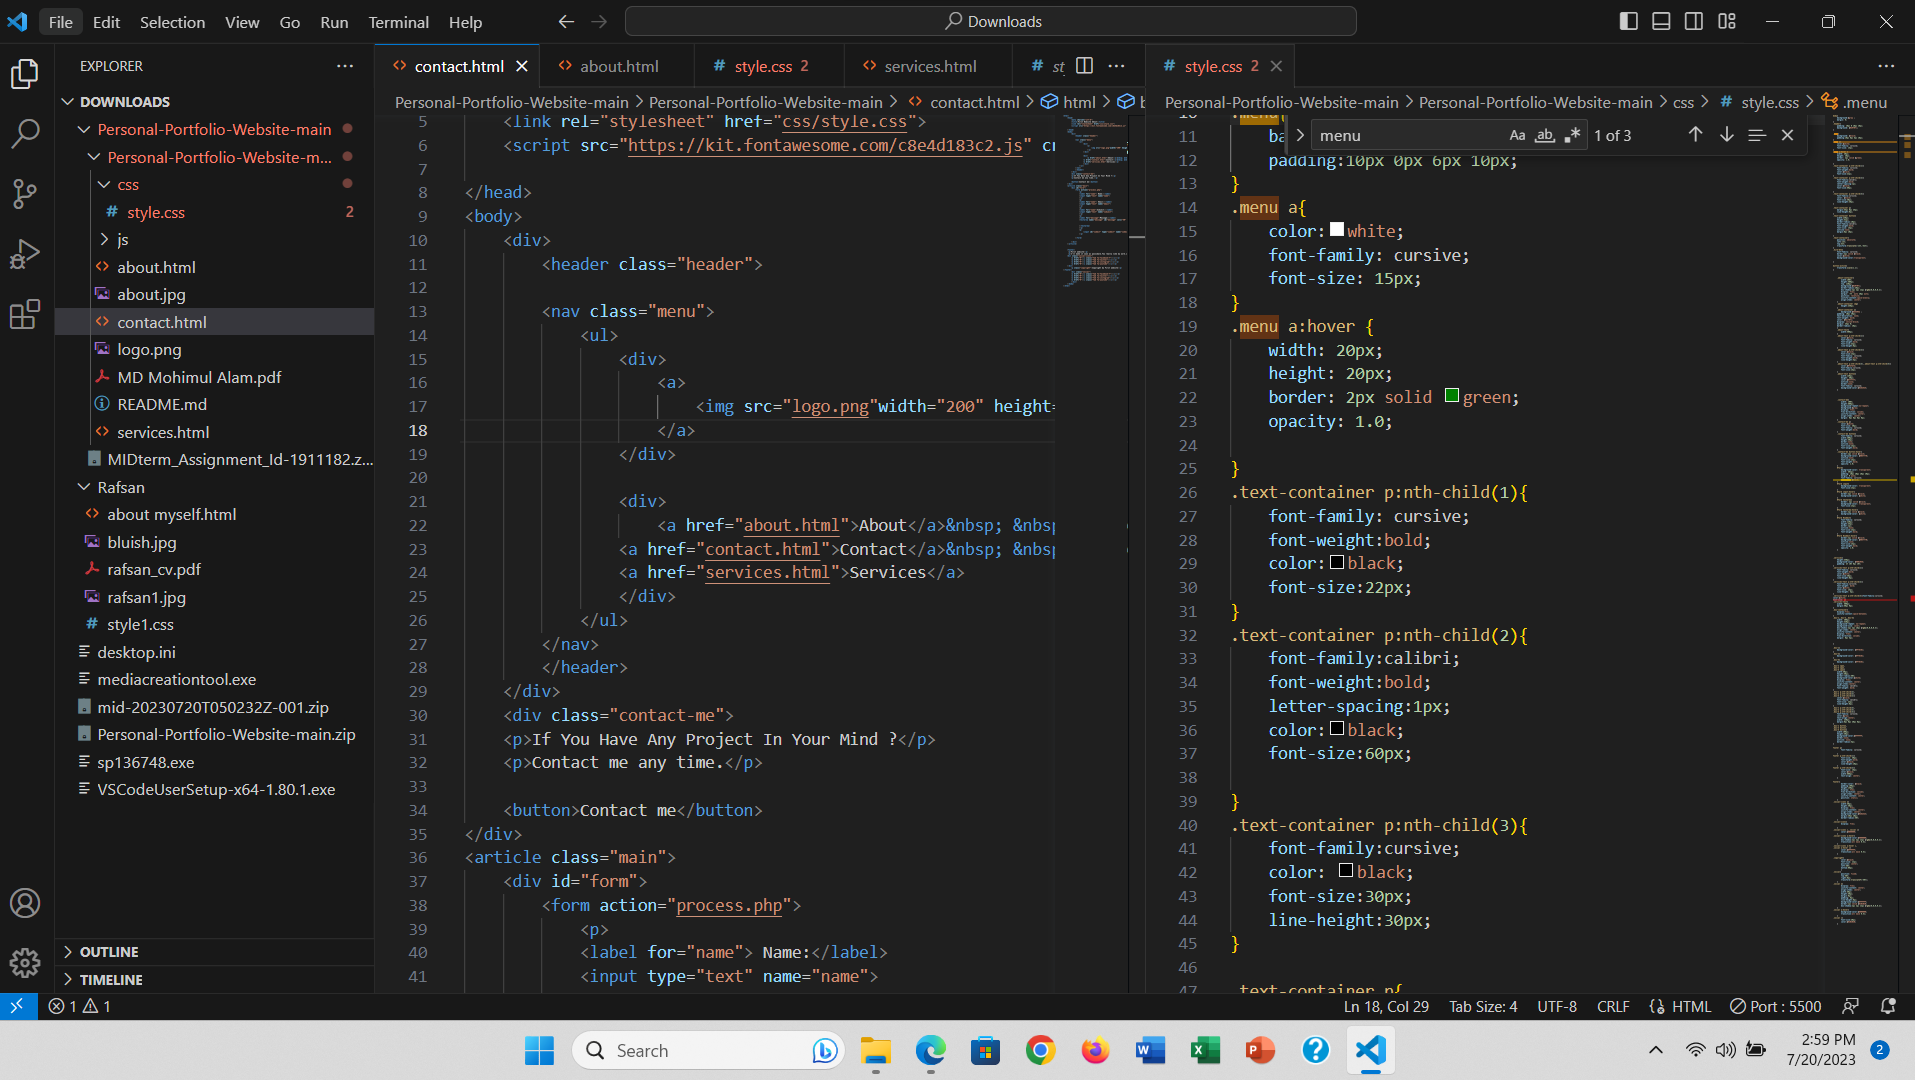 File Edit Selection View Go Run Terminal Help
Downloads
EXPLORER
DOWNLOADS
Personal-Portfolio-Website-main
Personal-Portfolio-Website-m...
css
# style.css 2
js
<> about.html
about.jpg
<> contact.html
logo.png
MD Mohimul Alam.pdf
README.md
<> services.html
MIDterm_Assignment_Id-1911182.z...
Rafsan
<> about myself.html
bluish.jpg
rafsan_cv.pdf
rafsan1.jpg
# style1.css
desktop.ini
mediacreationtool.exe
mid-20230720T050232Z-001.zip
Personal-Portfolio-Website-main.zip
sp136748.exe
VSCodeUserSetup-x64-1.80.1.exe
OUTLINE
TIMELINE
<> contact.html <> about.html # style.css 2 <> services.html # st
Personal-Portfolio-Website-main > Personal-Portfolio-Website-main > <> contact.html > html > b
5 <link rel="stylesheet" href="css/style.css">
6 <script src="https://kit.fontawesome.com/c8e4d183c2.js" cr
7
8 </head>
9 <body>
10 <div>
11 <header class="header">
12
13 <nav class="menu">
14 <ul>
15 <div>
16 <a>
17 <img src="logo.png"width="200" height=
18 </a>
19 </div>
20
21 <div>
22 <a href="about.html">About</a>&nbsp; &nbsp
23 <a href="contact.html">Contact</a>&nbsp; &nbsp
24 <a href="services.html">Services</a>
25 </div>
26 </ul>
27 </nav>
28 </header>
29 </div>
30 <div class="contact-me">
31 <p>If You Have Any Project In Your Mind ?</p>
32 <p>Contact me any time.</p>
33
34 <button>Contact me</button>
35 </div>
36 <article class="main">
37 <div id="form">
38 <form action="process.php">
39 <p>
40 <label for="name"> Name:</label>
41 <input type="text" name="name">
# style.css 2
Personal-Portfolio-Website-main > Personal-Portfolio-Website-main > css > # style.css > .menu
menu Aa ab 1 of 3
10 .menu{
11 ba
12 padding:10px 0px 6px 10px;
13 }
14 .menu a{
15 color:white;
16 font-family: cursive;
17 font-size: 15px;
18 }
19 .menu a:hover {
20 width: 20px;
21 height: 20px;
22 border: 2px solid green;
23 opacity: 1.0;
24
25 }
26 .text-container p:nth-child(1){
27 font-family: cursive;
28 font-weight:bold;
29 color:black;
30 font-size:22px;
31 }
32 .text-container p:nth-child(2){
33 font-family:calibri;
34 font-weight:bold;
35 letter-spacing:1px;
36 color:black;
37 font-size:60px;
38
39 }
40 .text-container p:nth-child(3){
41 font-family:cursive;
42 color: black;
43 font-size:30px;
44 line-height:30px;
45 }
46
47 .text-container p{
1 1 Ln 18, Col 29 Tab Size: 4 UTF-8 CRLF HTML Port : 5500
Search
2:59 PM
7/20/2023
2